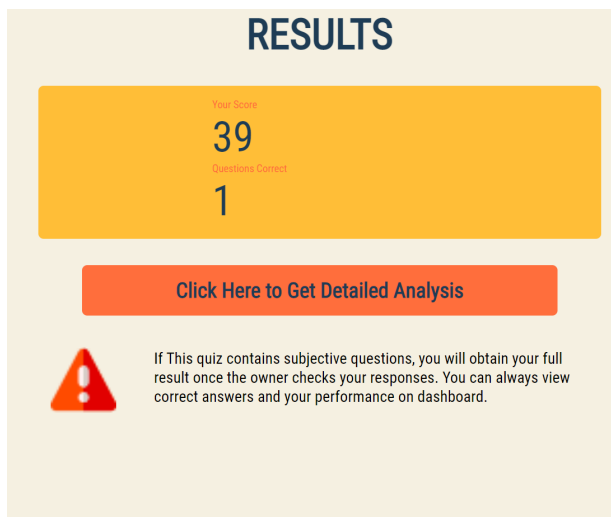 RESULTS
Your Score
39
Questions Correct
1
Click Here to Get Detailed Analysis
If This quiz contains subjective questions, you will obtain your full
result once the owner checks your responses. You can always view
correct answers and your performance on dashboard.